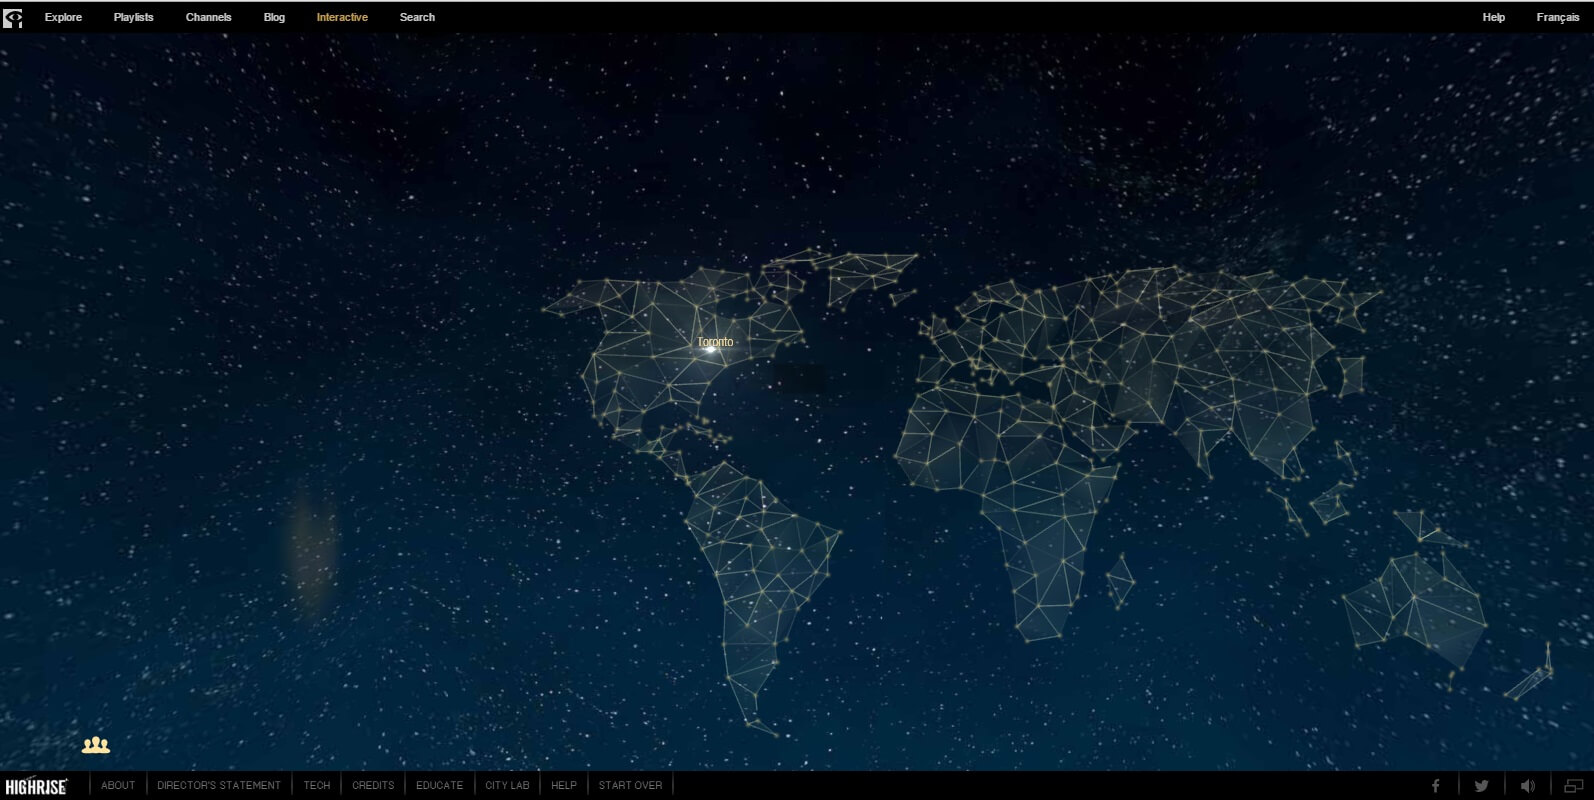 Explore Playlists Channels Blog Interactive Search Help Français
Toronto
HIGHRISE ABOUT DIRECTOR'S STATEMENT TECH CREDITS EDUCATE CITY LAB HELP START OVER